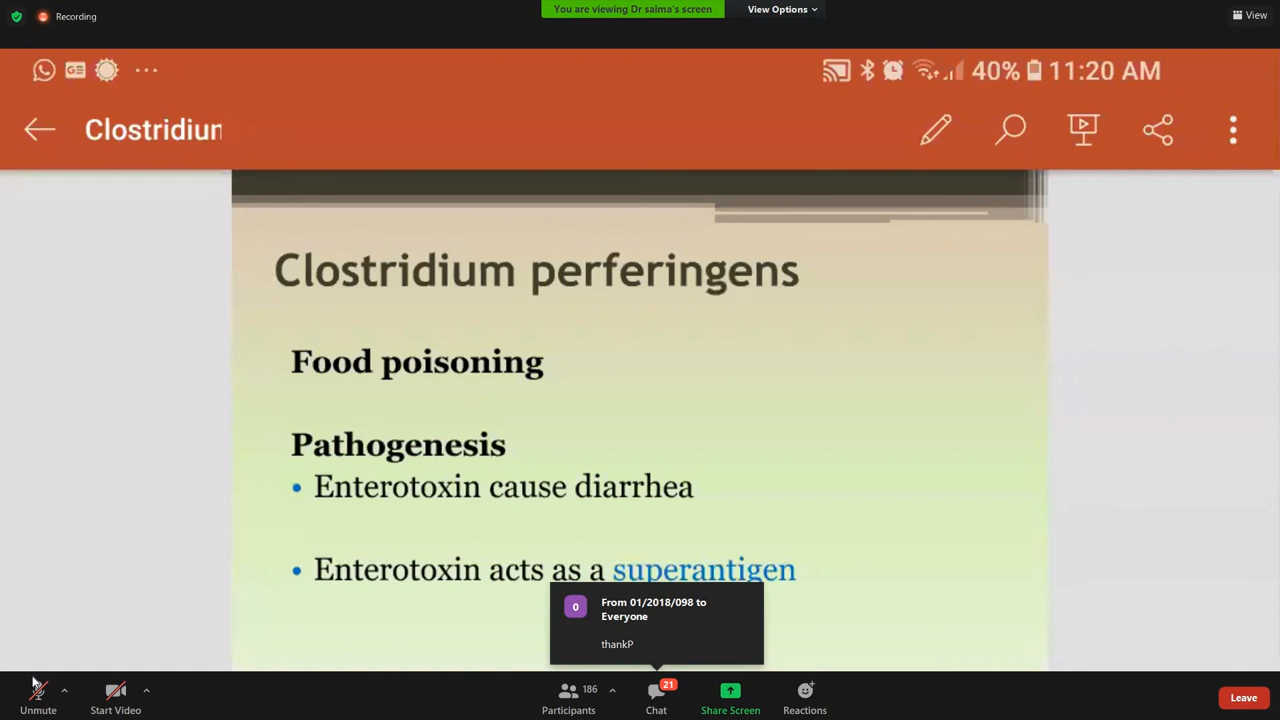 Recording
You are viewing Dr saima's screen
View Options
View
GE
40%
11:20 AM
Clostridiur
Clostridium perferingens
Food poisoning
Pathogenesis
• Enterotoxin cause diarrhea
• Enterotoxin acts as a superantigen
0
From 01/2018/098 to
Everyone
thankP
Unmute
Start Video
186
Participants
21
Chat
Share Screen
Reactions
Leave